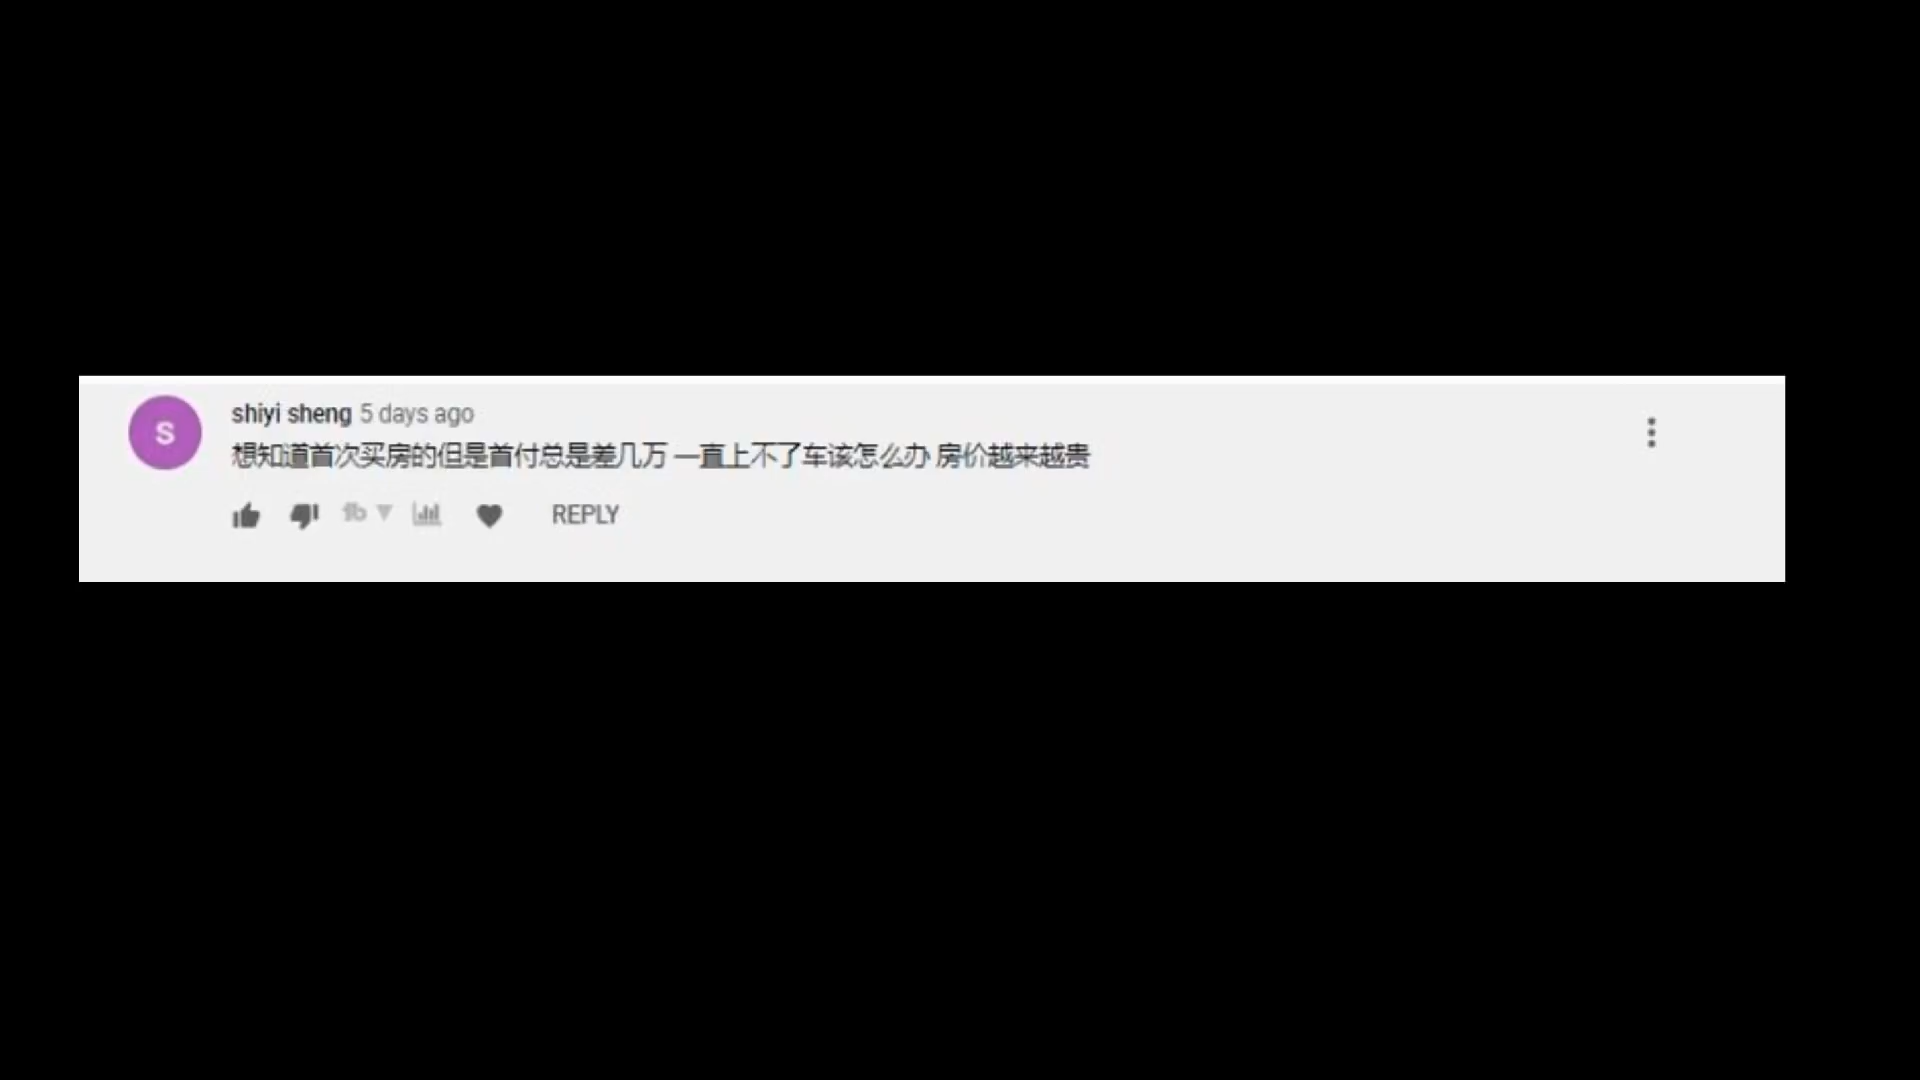 S
shiyi sheng 5 days ago
想知道首次买房的但是首付总是差几万 一直上不了车该怎么办 房价越来越贵
REPLY